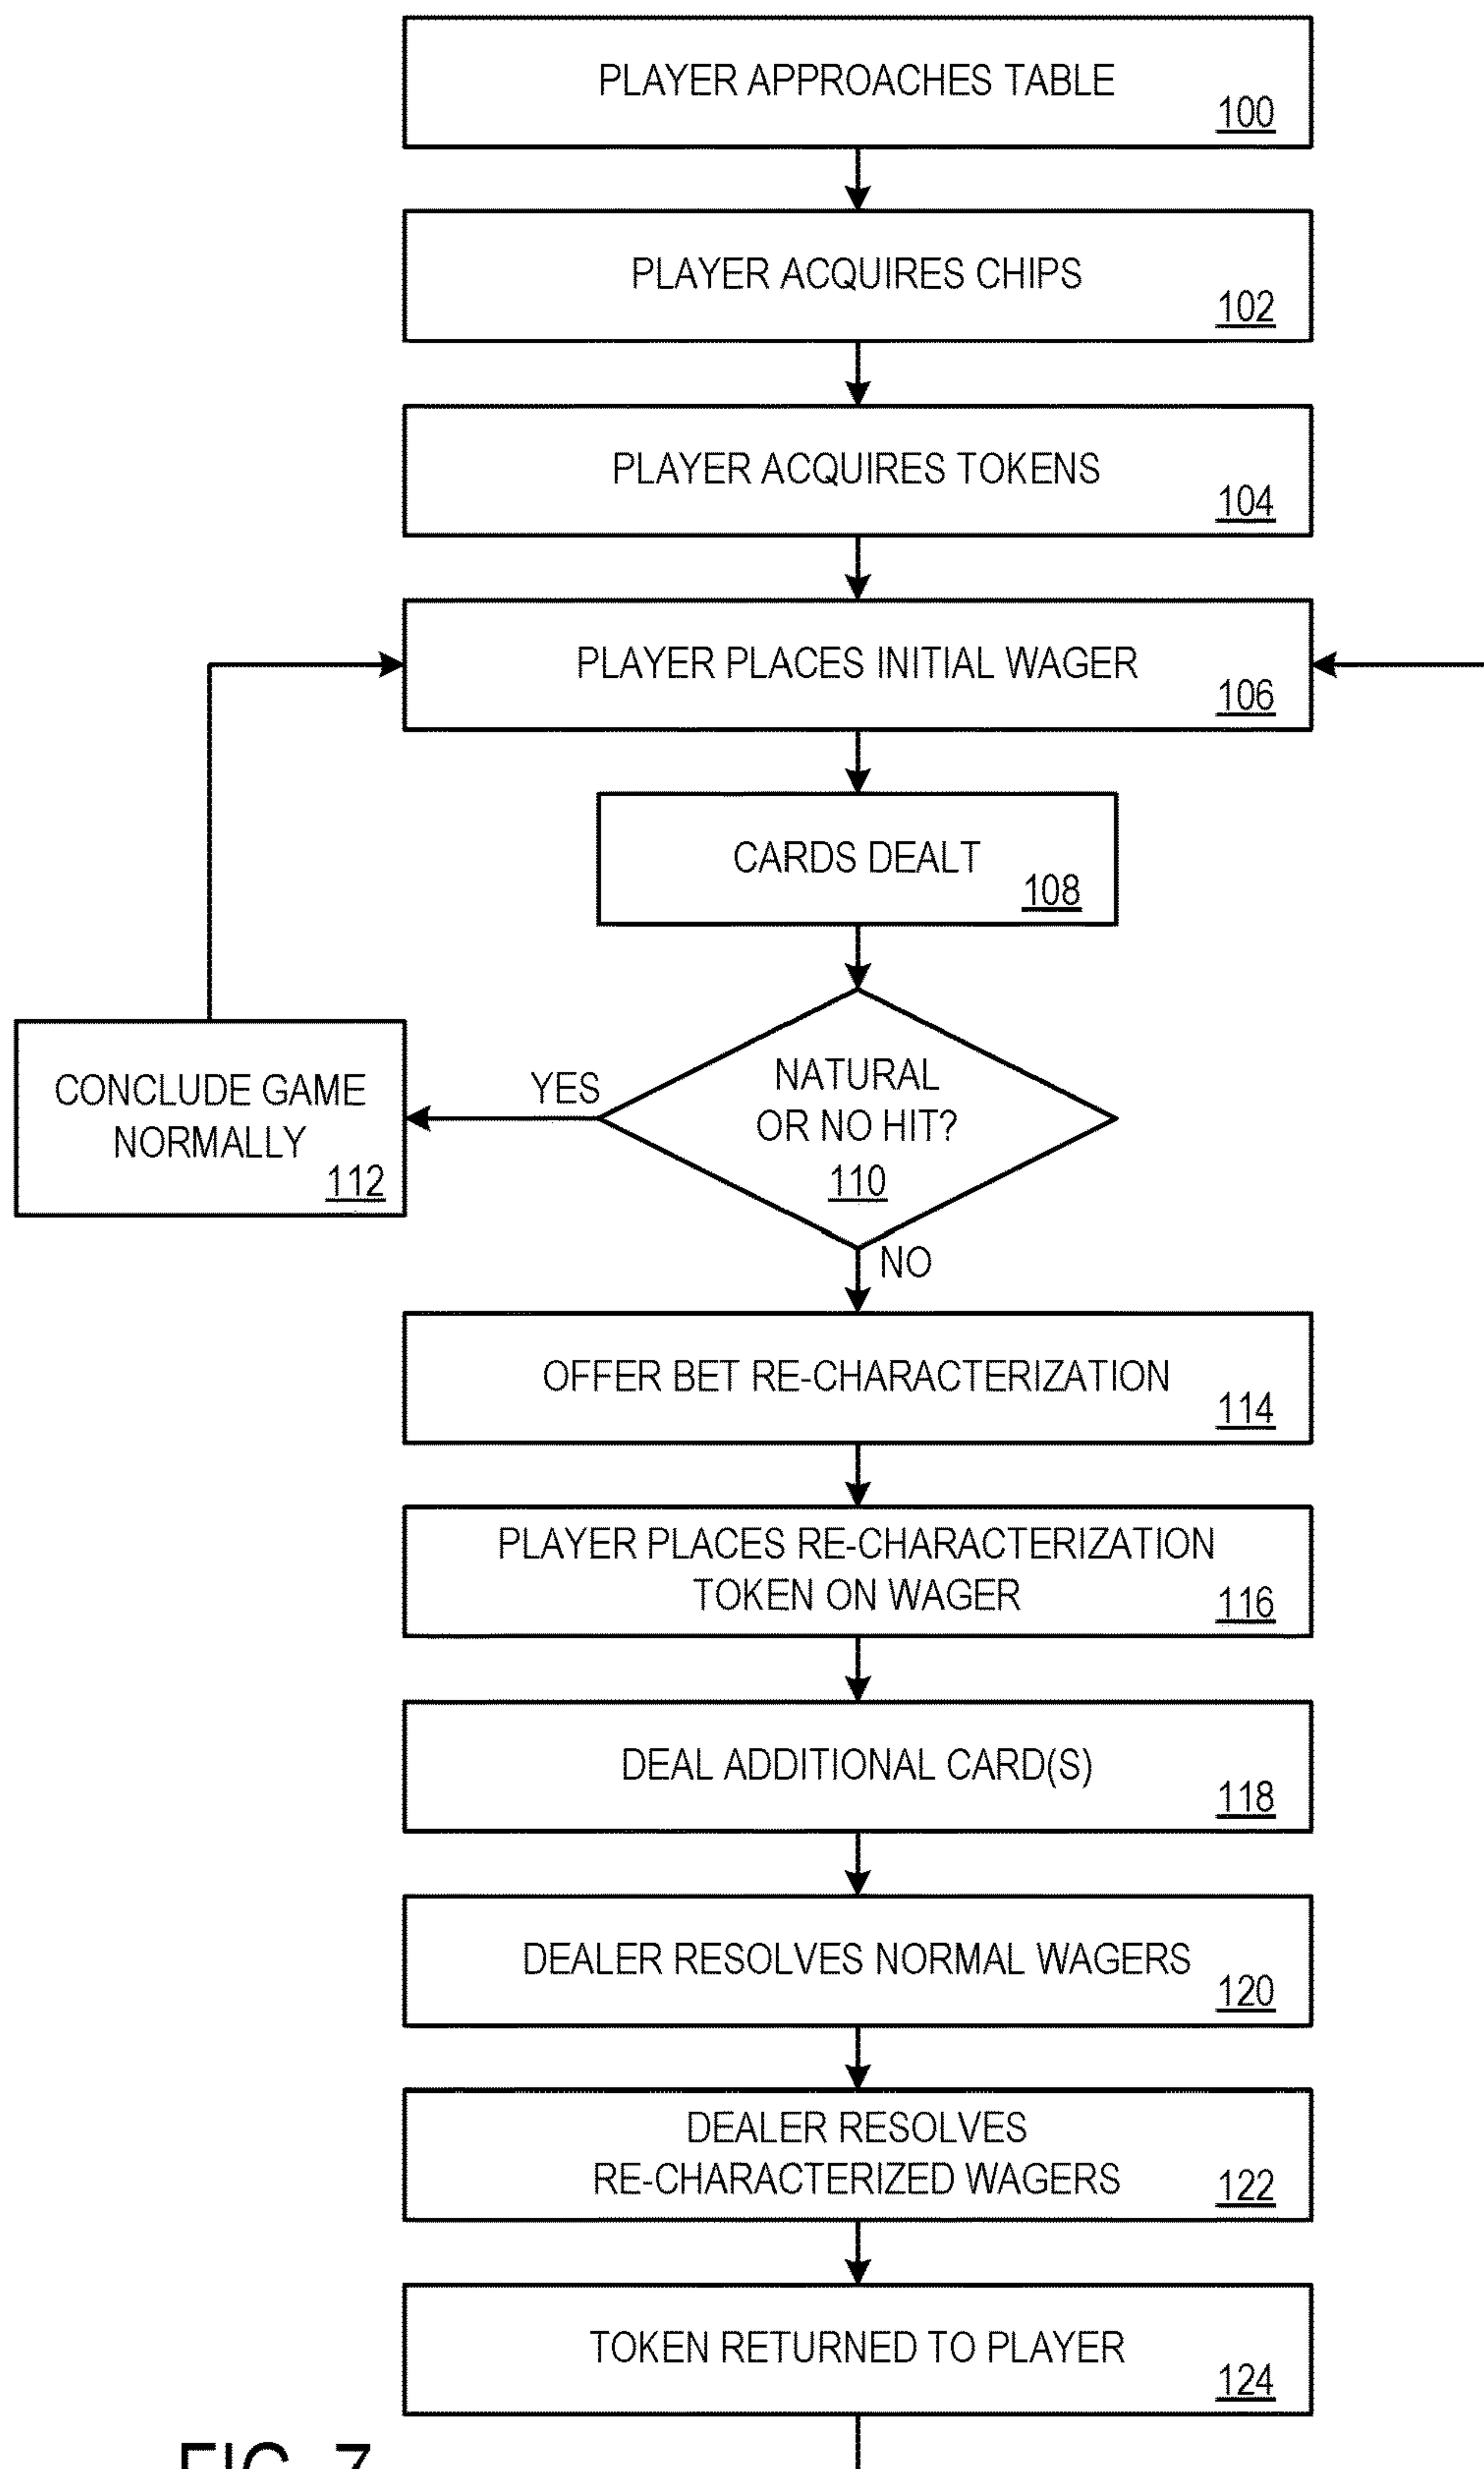 PLAYER APPROACHES TABLE
100
PLAYER ACQUIRES CHIPS
102
PLAYER ACQUIRES TOKENS
104
PLAYER PLACES INITIAL WAGER
106
CARDS DEALT
108
NATURAL
OR NO HIT?
110
YES
CONCLUDE GAME
NORMALLY
112
NO
OFFER BET RE-CHARACTERIZATION
114
PLAYER PLACES RE-CHARACTERIZATION
TOKEN ON WAGER
116
DEAL ADDITIONAL CARD(S)
118
DEALER RESOLVES NORMAL WAGERS
120
DEALER RESOLVES
RE-CHARACTERIZED WAGERS
122
TOKEN RETURNED TO PLAYER
124
FIG. 7